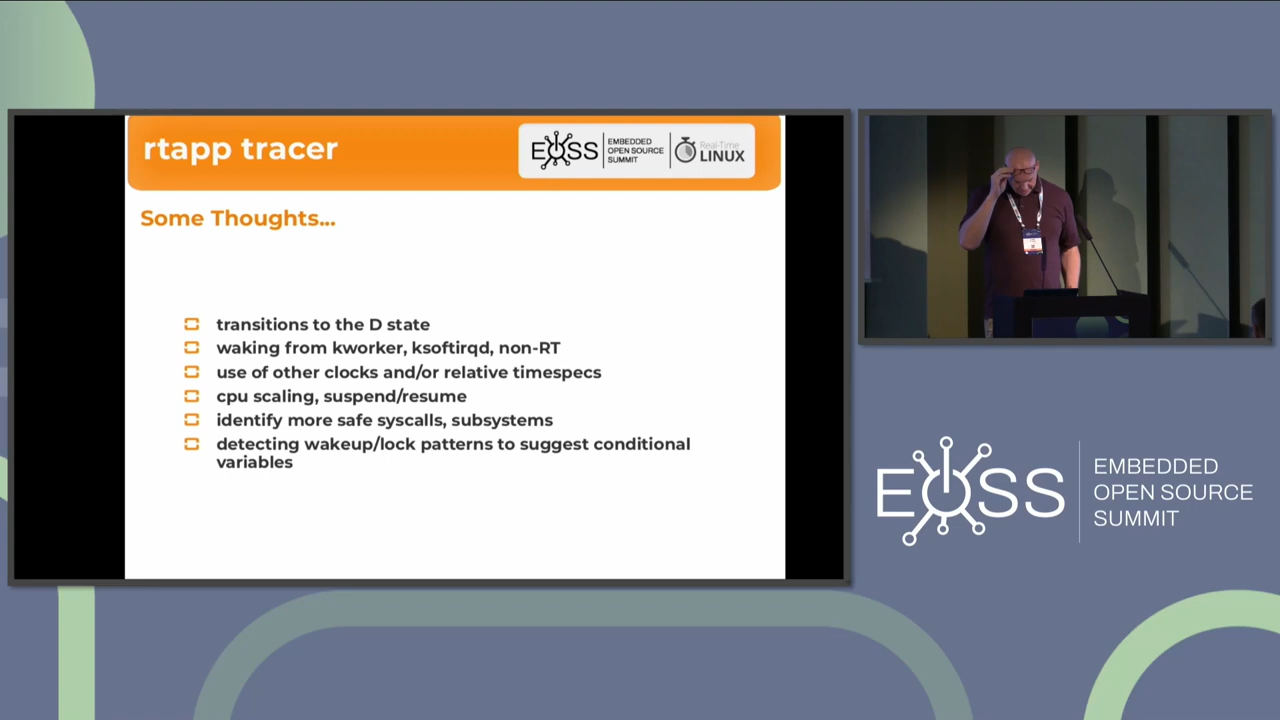 rtapp tracer
EOSS
EMBEDDED
OPEN SOURCE
SUMMIT
Real-Time
LINUX
Some Thoughts...
transitions to the D state
waking from kworker, ksoftirqd, non-RT
use of other clocks and/or relative timespecs
cpu scaling, suspend/resume
identify more safe syscalls, subsystems
detecting wakeup/lock patterns to suggest conditional
variables
EOSS
EMBEDDED
OPEN SOURCE
SUMMIT